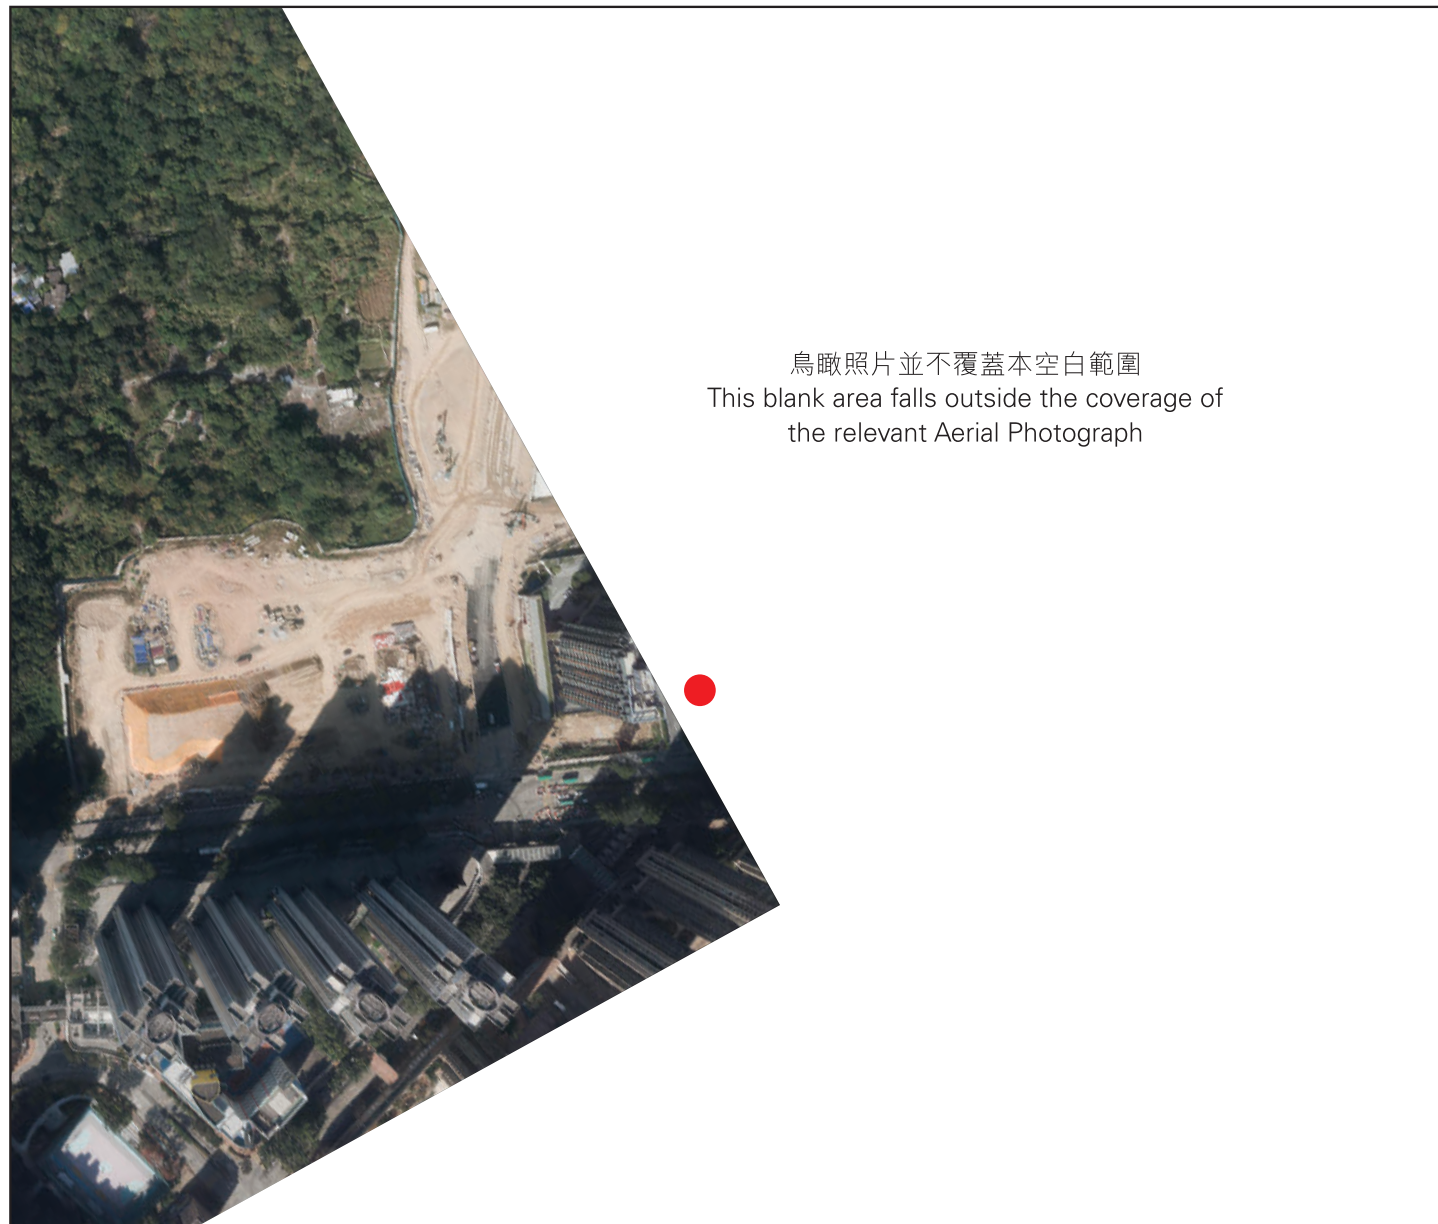 鳥瞰照片並不覆蓋本空白範圍
This blank area falls outside the coverage of
the relevant Aerial Photograph